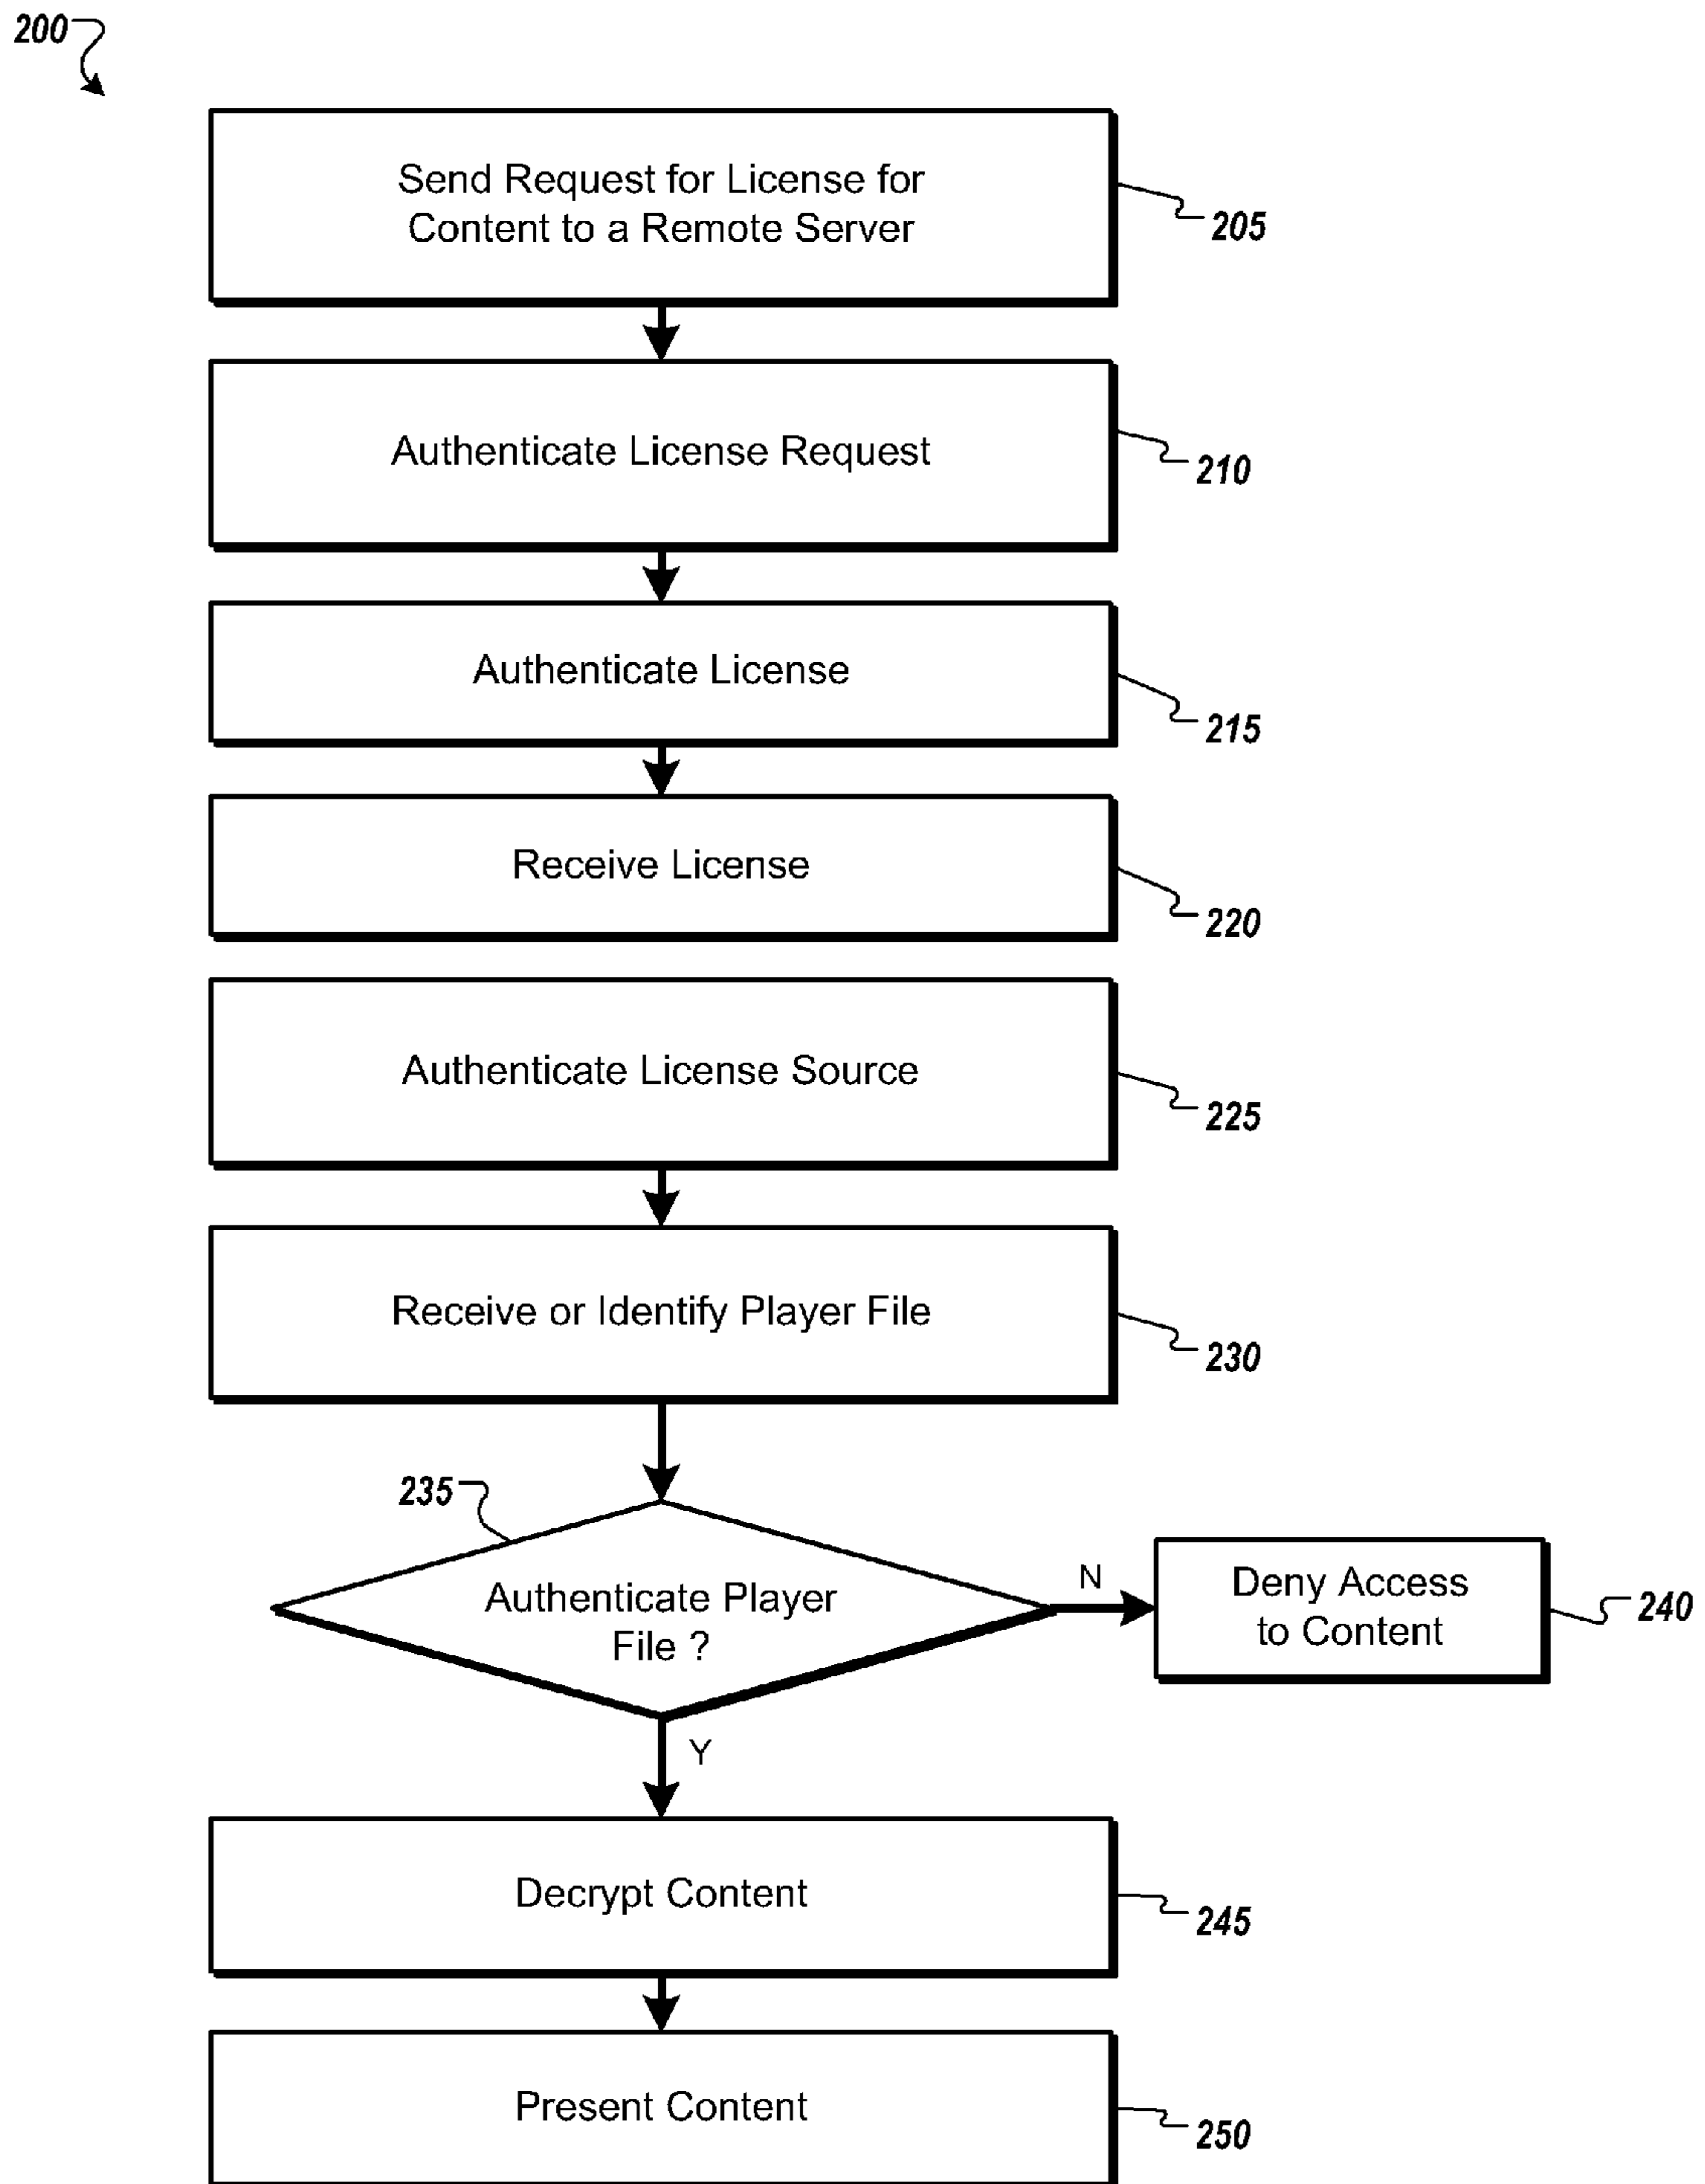 200
Send Request for License for
Content to a Remote Server
205
Authenticate License Request
210
Authenticate License
215
Receive License
220
Authenticate License Source
225
Receive or Identify Player File
230
235
Authenticate Player
File ?
N
Deny Access
to Content
240
Y
Decrypt Content
245
Present Content
250